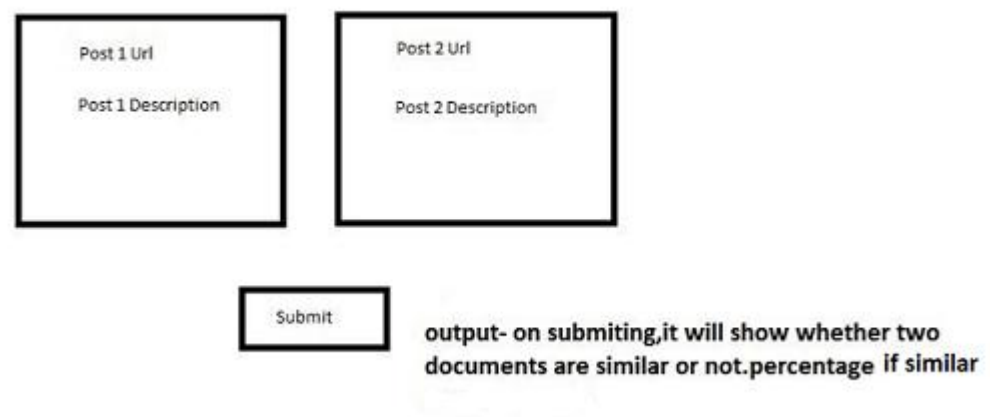 Post 1 Url
Post 1 Description
Post 2 Url
Post 2 Description
Submit
output- on submiting,it will show whether two
documents are similar or not.percentage if similar